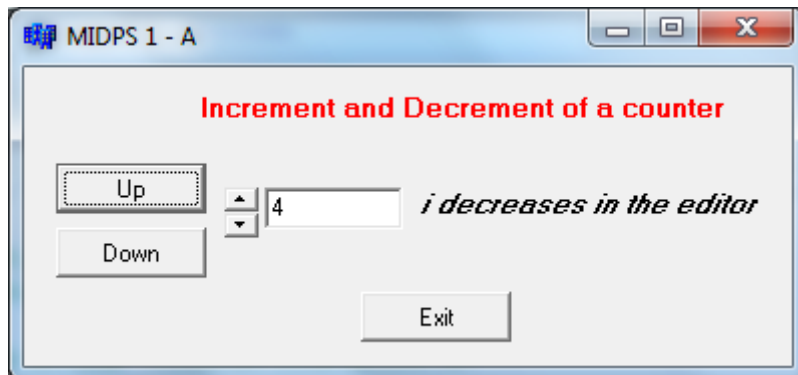 MIDPS 1 - A
Increment and Decrement of a counter
Up
4
i decreases in the editor
Down
Exit